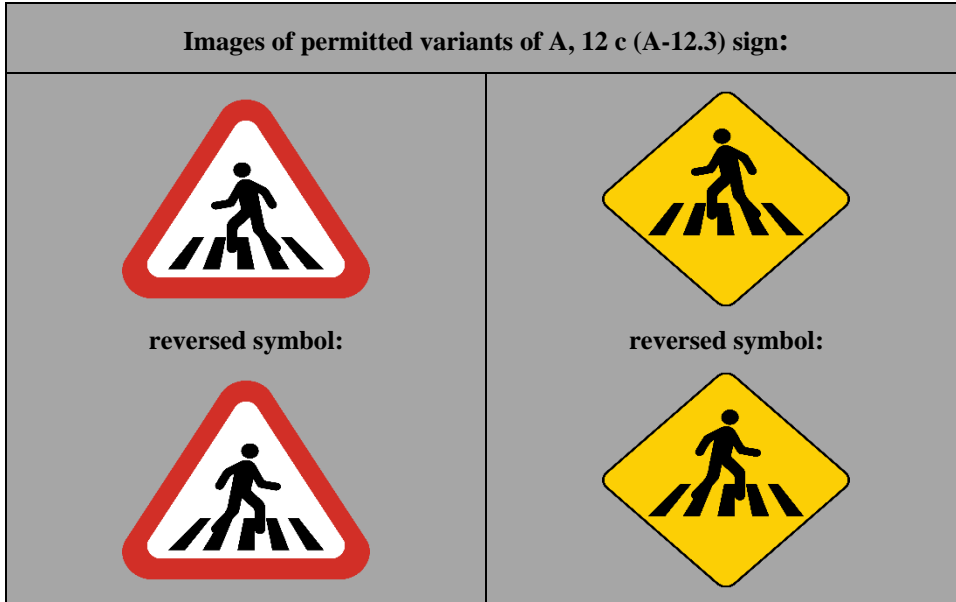 Images of permitted variants of A, 12 c (A-12.3) sign:
reversed symbol:
reversed symbol: